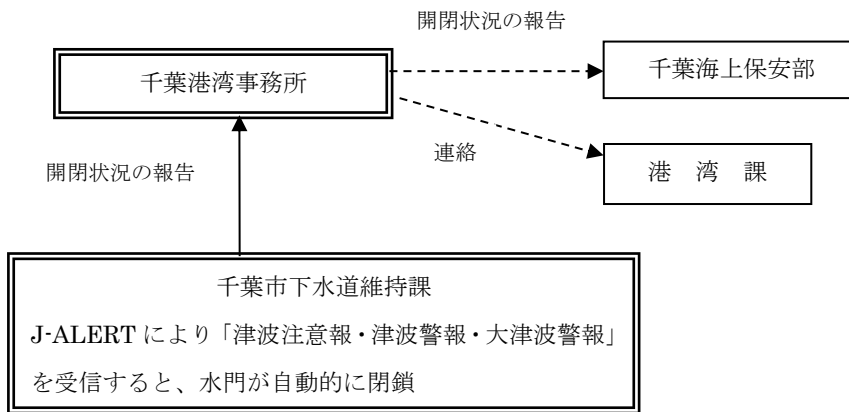 開閉状況の報告
千葉港湾事務所
千葉海上保安部
連絡
港　湾　課
開閉状況の報告
千葉市下水道維持課
J-ALERT により「津波注意報・津波警報・大津波警報」
を受信すると、水門が自動的に閉鎖